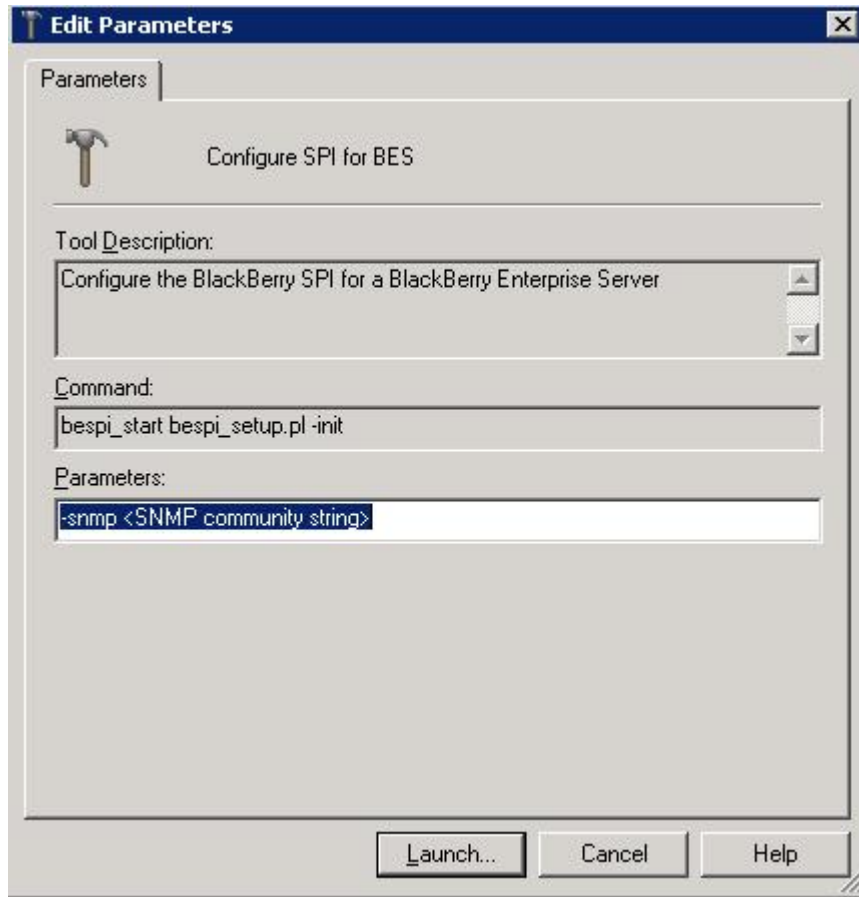 Edit Parameters
Parameters
Configure SPI for BES
Tool Description:
Configure the BlackBerry SPI for a BlackBerry Enterprise Server
Command:
bespi_start bespi_setup.pl -init
Parameters:
-snmp <SNMP community string>
Launch... Cancel Help